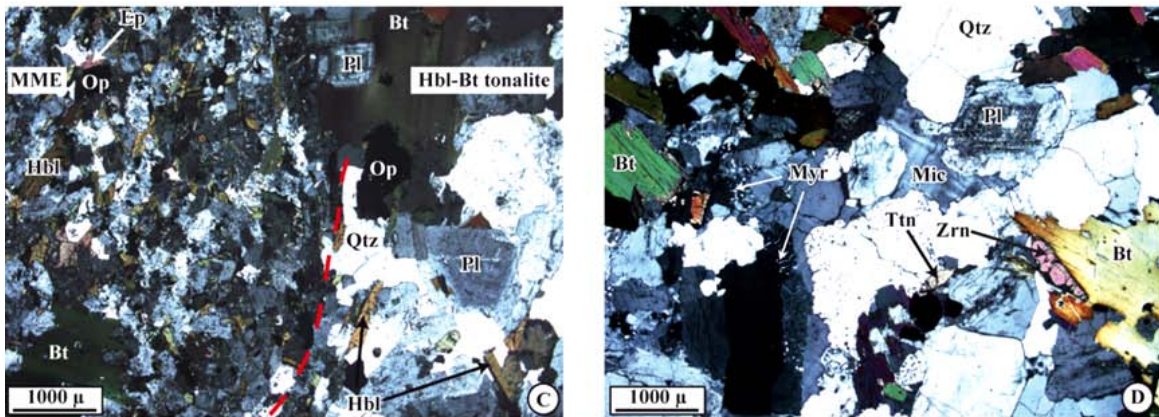 Ep
Bt
MME
Op
Pl
Hbl-Bt tonalite
Hbl
Op
Qtz
Pl
Bt
Hbl
1000 µ
C
Qtz
Pl
Bt
Myr
Mic
Ttn
Zrn
Bt
1000 µ
D